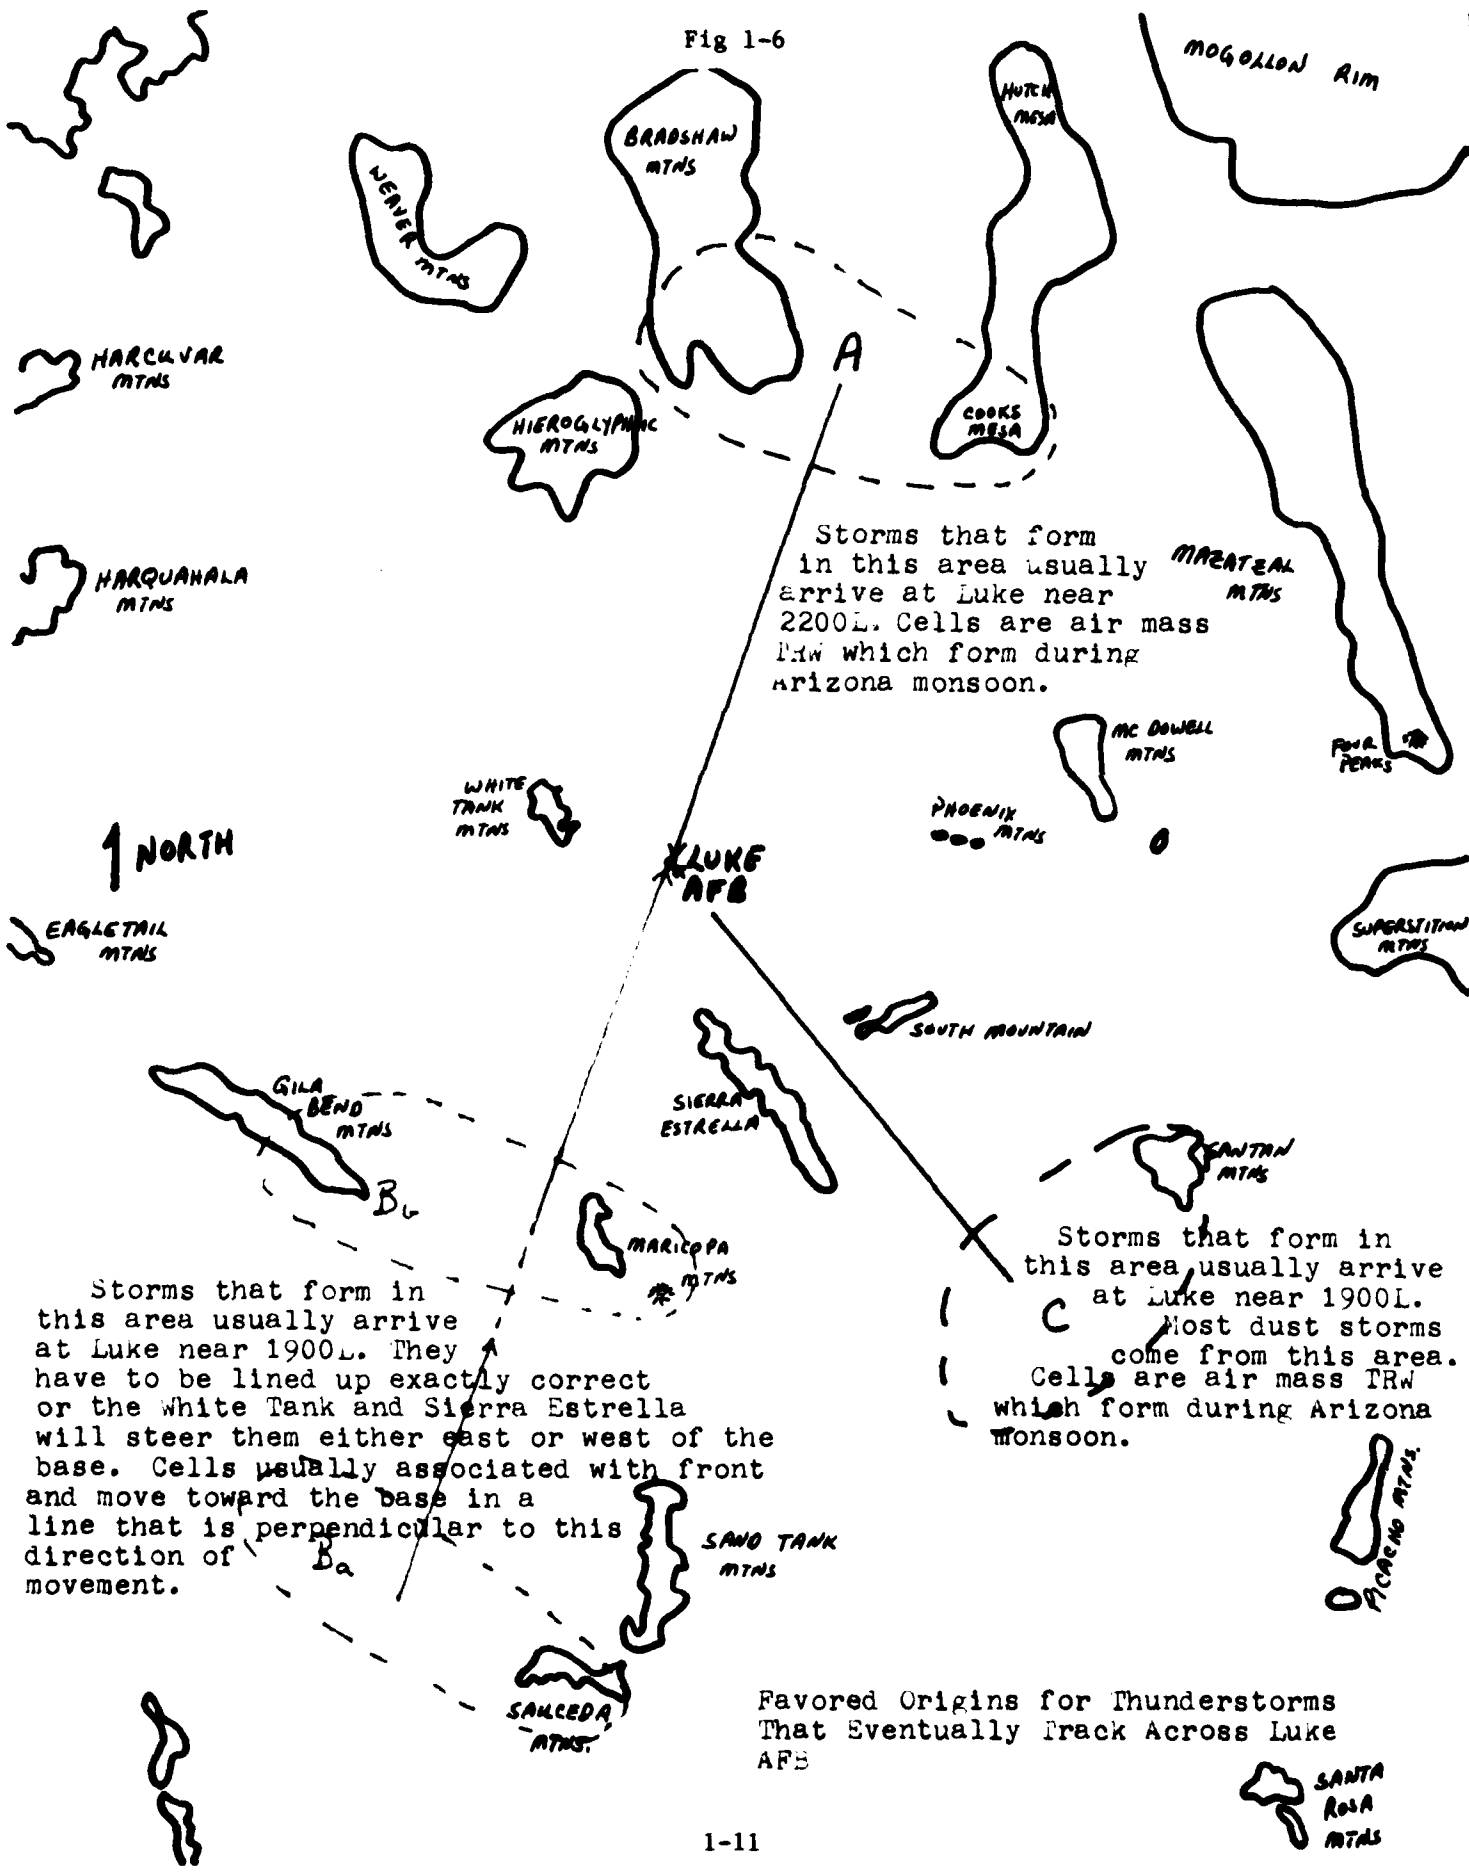 Fig 1-6
MOGOLLON RIM
HUTCH
MESA
BRADSHAW
MTNS
WEAVER MTNS
HARCUVAR
MTNS
A
HIEROGLYPHIC
MTNS
COOKS
MESA
Storms that form
in this area usually
arrive at Luke near
2200L. Cells are air mass
TRW which form during
Arizona monsoon.
MAZATZAL
MTNS
HARQUAHALA
MTNS
MC DOWELL
MTNS
FOUR
PEAKS
WHITE
TANK
MTNS
PHOENIX
MTNS
NORTH
LUKE
AFB
EAGLETAIL
MTNS
SUPERSTITION
MTNS
SOUTH MOUNTAIN
GILA
BEND
MTNS
SIERRA
ESTRELLA
SANTAN
MTNS
Bb
MARICOPA
MTNS
Storms that form in
this area usually arrive
at Luke near 1900L. They
have to be lined up exactly correct
or the White Tank and Sierra Estrella
will steer them either east or west of the
base. Cells usually associated with front
and move toward the base in a
line that is perpendicular to this
direction of
movement.
Ba
Storms that form in
this area usually arrive
at Luke near 1900L.
C
Most dust storms
come from this area.
Cells are air mass TRW
which form during Arizona
monsoon.
PICACHO MTNS.
SAND TANK
MTNS
SAUCEDA
MTNS.
Favored Origins for Thunderstorms
That Eventually Track Across Luke
AFB
SANTA
ROSA
MTNS
1-11